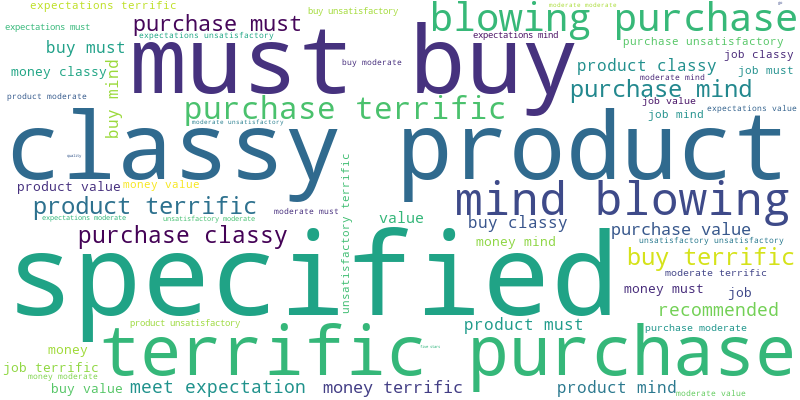 expectations terrific
buy unsatisfactory
moderate moderate
purchase must
blowing purchase
expectations must
expectations unsatisfactory
must buy
expectations mind
purchase unsatisfactory
buy must
job classy
money classy
buy mind
buy moderate
product classy
job must
moderate mind
product moderate
purchase mind
job value
purchase terrific
expectations value
job mind
moderate unsatisfactory
classy product
quality
product value
money value
mind blowing
product terrific
moderate must
expectations moderate
unsatisfactory moderate
unsatisfactory terrific
value
buy classy
purchase value
purchase classy
money mind
unsatisfactory unsatisfactory
buy terrific
specified
moderate terrific
money must
job
recommended
product unsatisfactory
product must
purchase moderate
terrific purchase
money
job terrific
money moderate
buy value
meet expectation
money terrific
product mind
moderate value